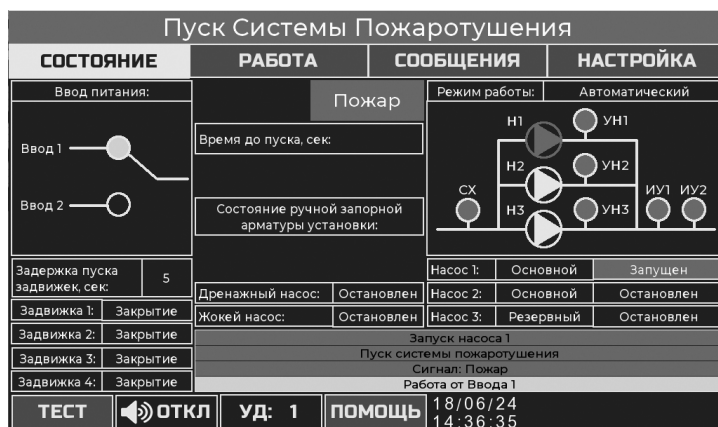 Пуск Системы Пожаротушения
СОСТОЯНИЕ
РАБОТА
СООБЩЕНИЯ
НАСТРОЙКА
Ввод питания:
Ввод 1
Ввод 2
Пожар
Время до пуска, сек:
Состояние ручной запорной
арматуры установки:
Режим работы:
Автоматический
Н1
УН1
Н2
УН2
СХ
Н3
УН3
ИУ1
ИУ2
Задержка пуска
задвижек, сек:
5
Задвижка 1:
Закрытие
Задвижка 2:
Закрытие
Задвижка 3:
Закрытие
Задвижка 4:
Закрытие
Дренажный насос:
Остановлен
Жокей насос:
Остановлен
Насос 1:
Основной
Запущен
Насос 2:
Основной
Остановлен
Насос 3:
Резервный
Остановлен
Запуск насоса 1
Пуск системы пожаротушения
Сигнал: Пожар
Работа от Ввода 1
ТЕСТ
ОТКЛ
УД: 1
ПОМОЩЬ
18/06/24
14:36:35